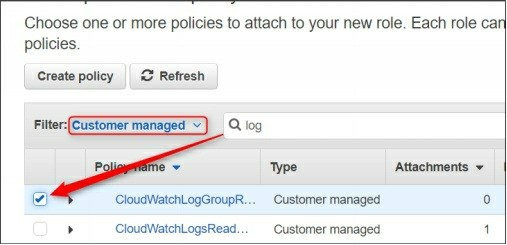 Choose one or more policies to attach to your new role. Each role can
policies.
Create policy Refresh
Filter: Customer managed log
Policy name Type Attachments
CloudWatchLogGroupR... Customer managed 0
CloudWatchLogsRead... Customer managed 1